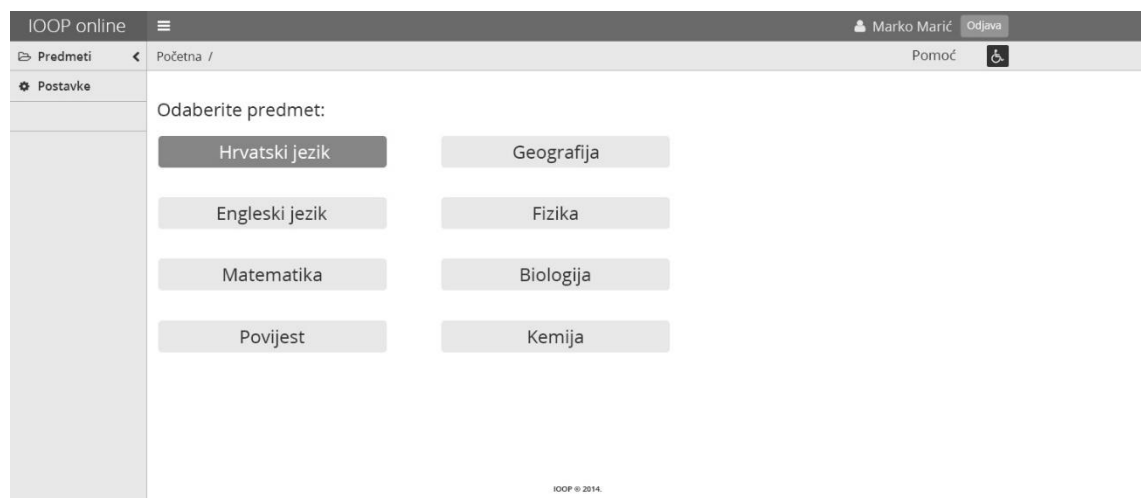 IOOP online
Marko Marić Odjava
Predmeti
Početna /
Pomoć
Postavke
Odaberite predmet:
Hrvatski jezik
Geografija
Engleski jezik
Fizika
Matematika
Biologija
Povijest
Kemija
IOOP © 2014.